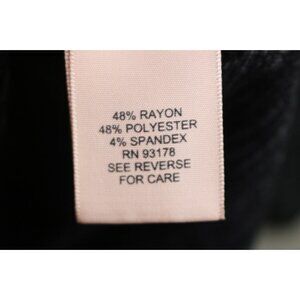 48% RAYON
48% POLYESTER
4% SPANDEX
RN 93178
SEE REVERSE
FOR CARE